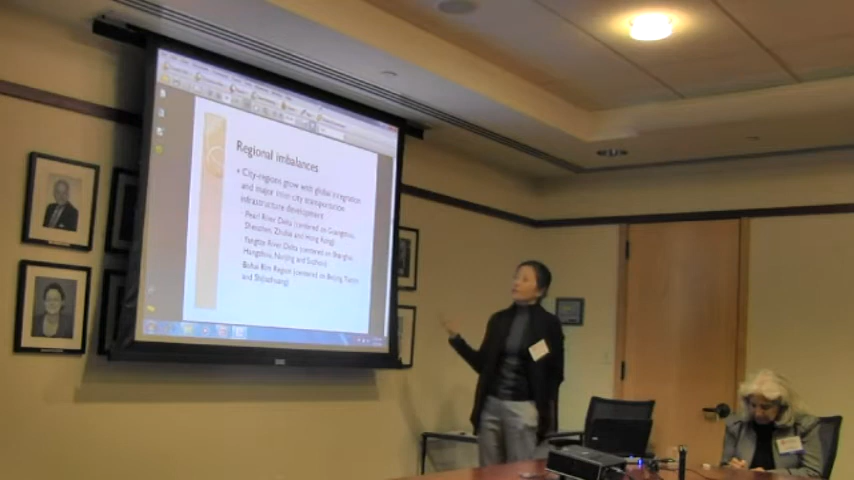 Regional imbalances
• City-regions grow with global integration
and major inter-city transportation
infrastructure development
Pearl River Delta (centered on Guangzhou,
Shenzhen, Zhuhai and Hong Kong)
Yangtze River Delta (centered on Shanghai,
Hangzhou, Nanjing and Suzhou)
Bohai Rim Region (centered on Beijing, Tianjin
and Shijiazhuang)